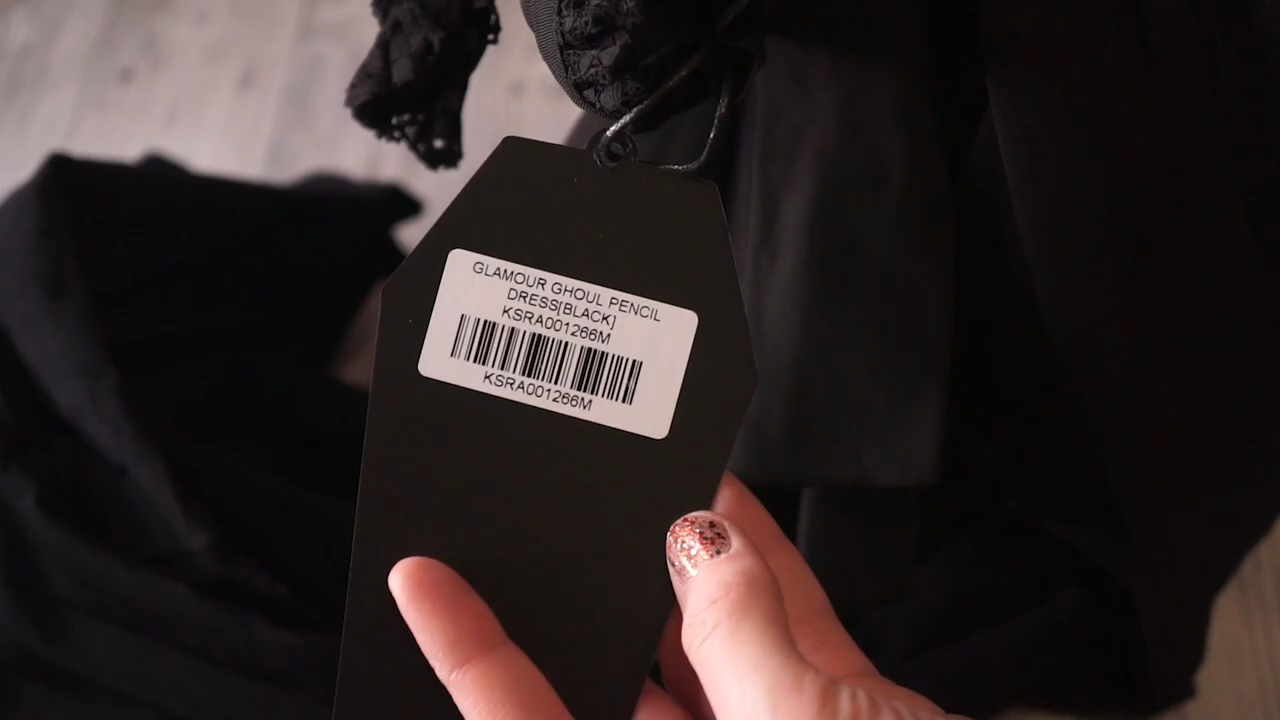 GLAMOUR GHOUL PENCIL
DRESS[BLACK]
KSRA001266M
KSRA001266M